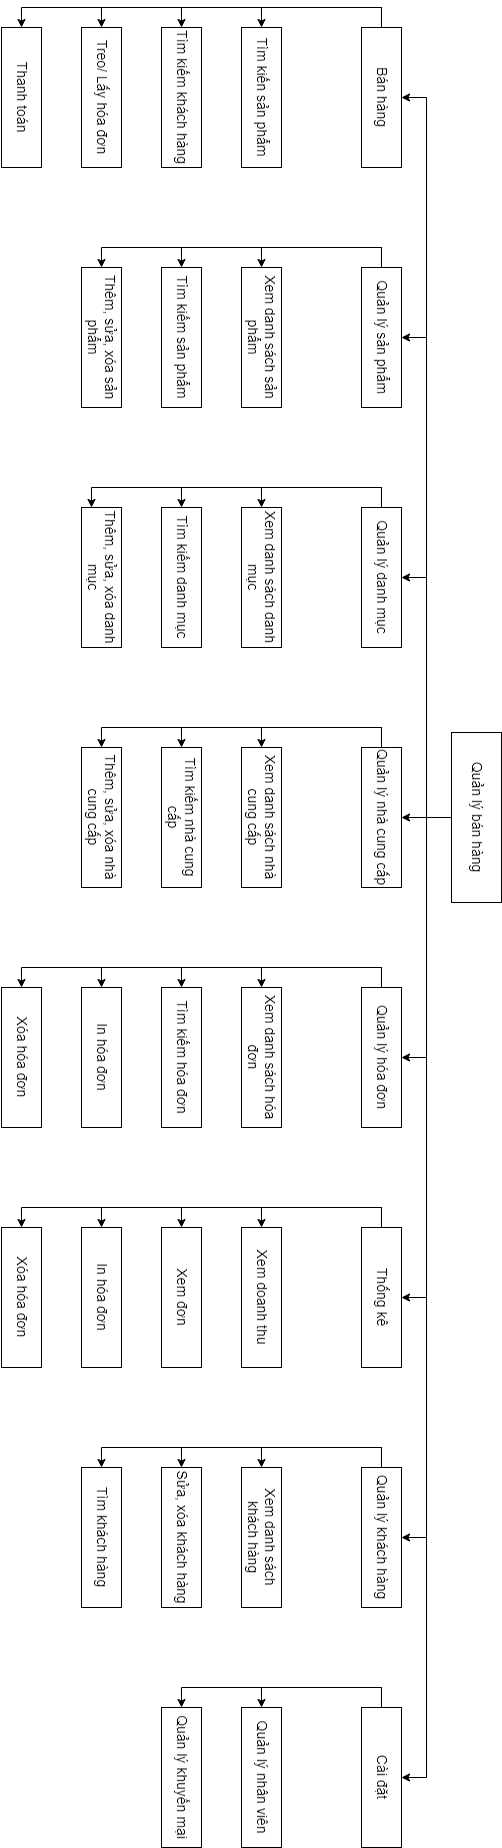 Quản lý bán hàng
Bán hàng
Tìm kiến sản phẩm
Tìm kiếm khách hàng
Treo/ Lấy hóa đơn
Thanh toán
Quản lý sản phẩm
Xem danh sách sản
phẩm
Tìm kiếm sản phẩm
Thêm, sửa, xóa sản
phẩm
Quản lý danh mục
Xem danh sách danh
mục
Tìm kiếm danh mục
Thêm, sửa, xóa danh
mục
Quản lý nhà cung cấp
Xem danh sách nhà
cung cấp
Tìm kiếm nhà cung
cấp
Thêm, sửa, xóa nhà
cung cấp
Quản lý hóa đơn
Xem danh sách hóa
đơn
Tìm kiếm hóa đơn
In hóa đơn
Xóa hóa đơn
Thống kê
Xem doanh thu
Xem đơn
In hóa đơn
Xóa hóa đơn
Quản lý khách hàng
Xem danh sách
khách hàng
Sửa, xóa khách hàng
Tìm khách hàng
Cài đặt
Quản lý nhân viên
Quản lý khuyến mại